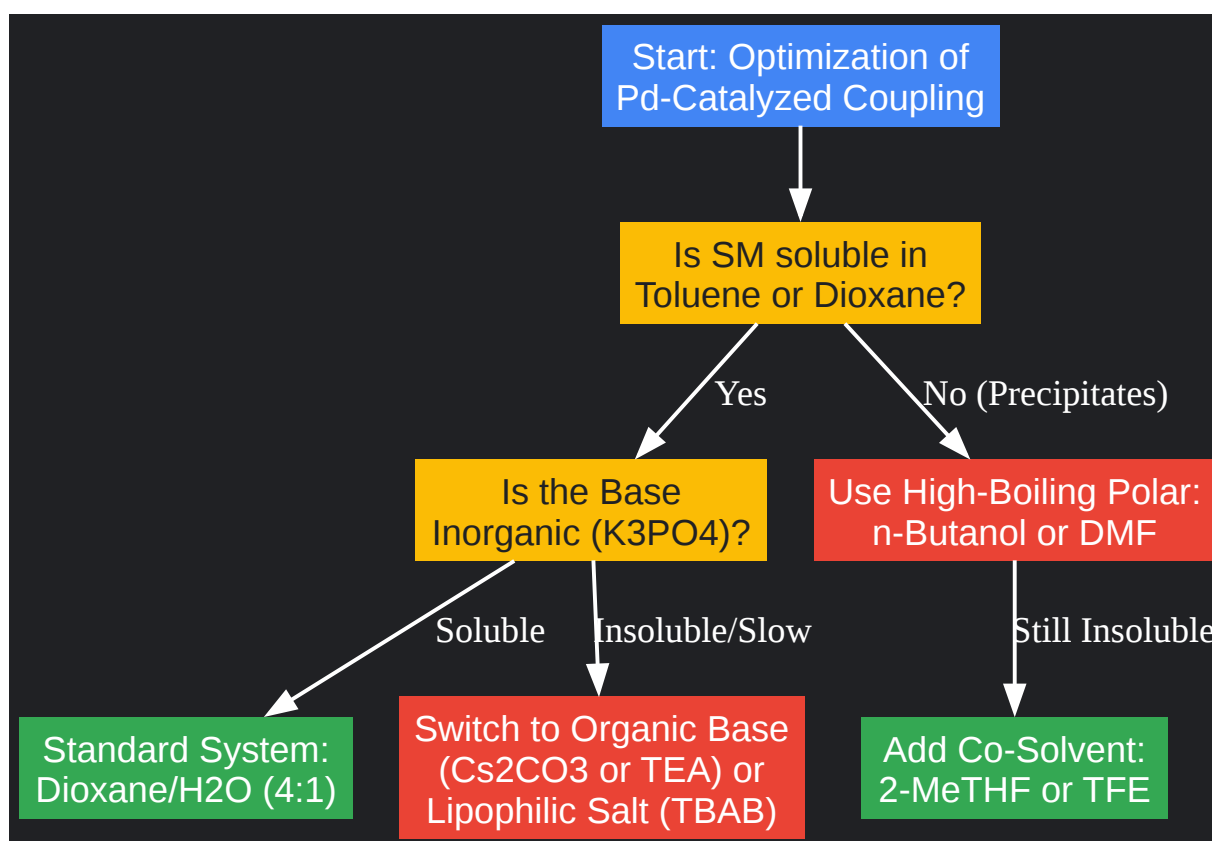 Start: Optimization of
Pd-Catalyzed Coupling
Is SM soluble in
Toluene or Dioxane?
Yes
No (Precipitates)
Is the Base
Inorganic (K3PO4)?
Use High-Boiling Polar:
n-Butanol or DMF
Soluble
Insoluble/Slow
Still Insoluble
Standard System:
Dioxane/H2O (4:1)
Switch to Organic Base
(Cs2CO3 or TEA) or
Lipophilic Salt (TBAB)
Add Co-Solvent:
2-MeTHF or TFE